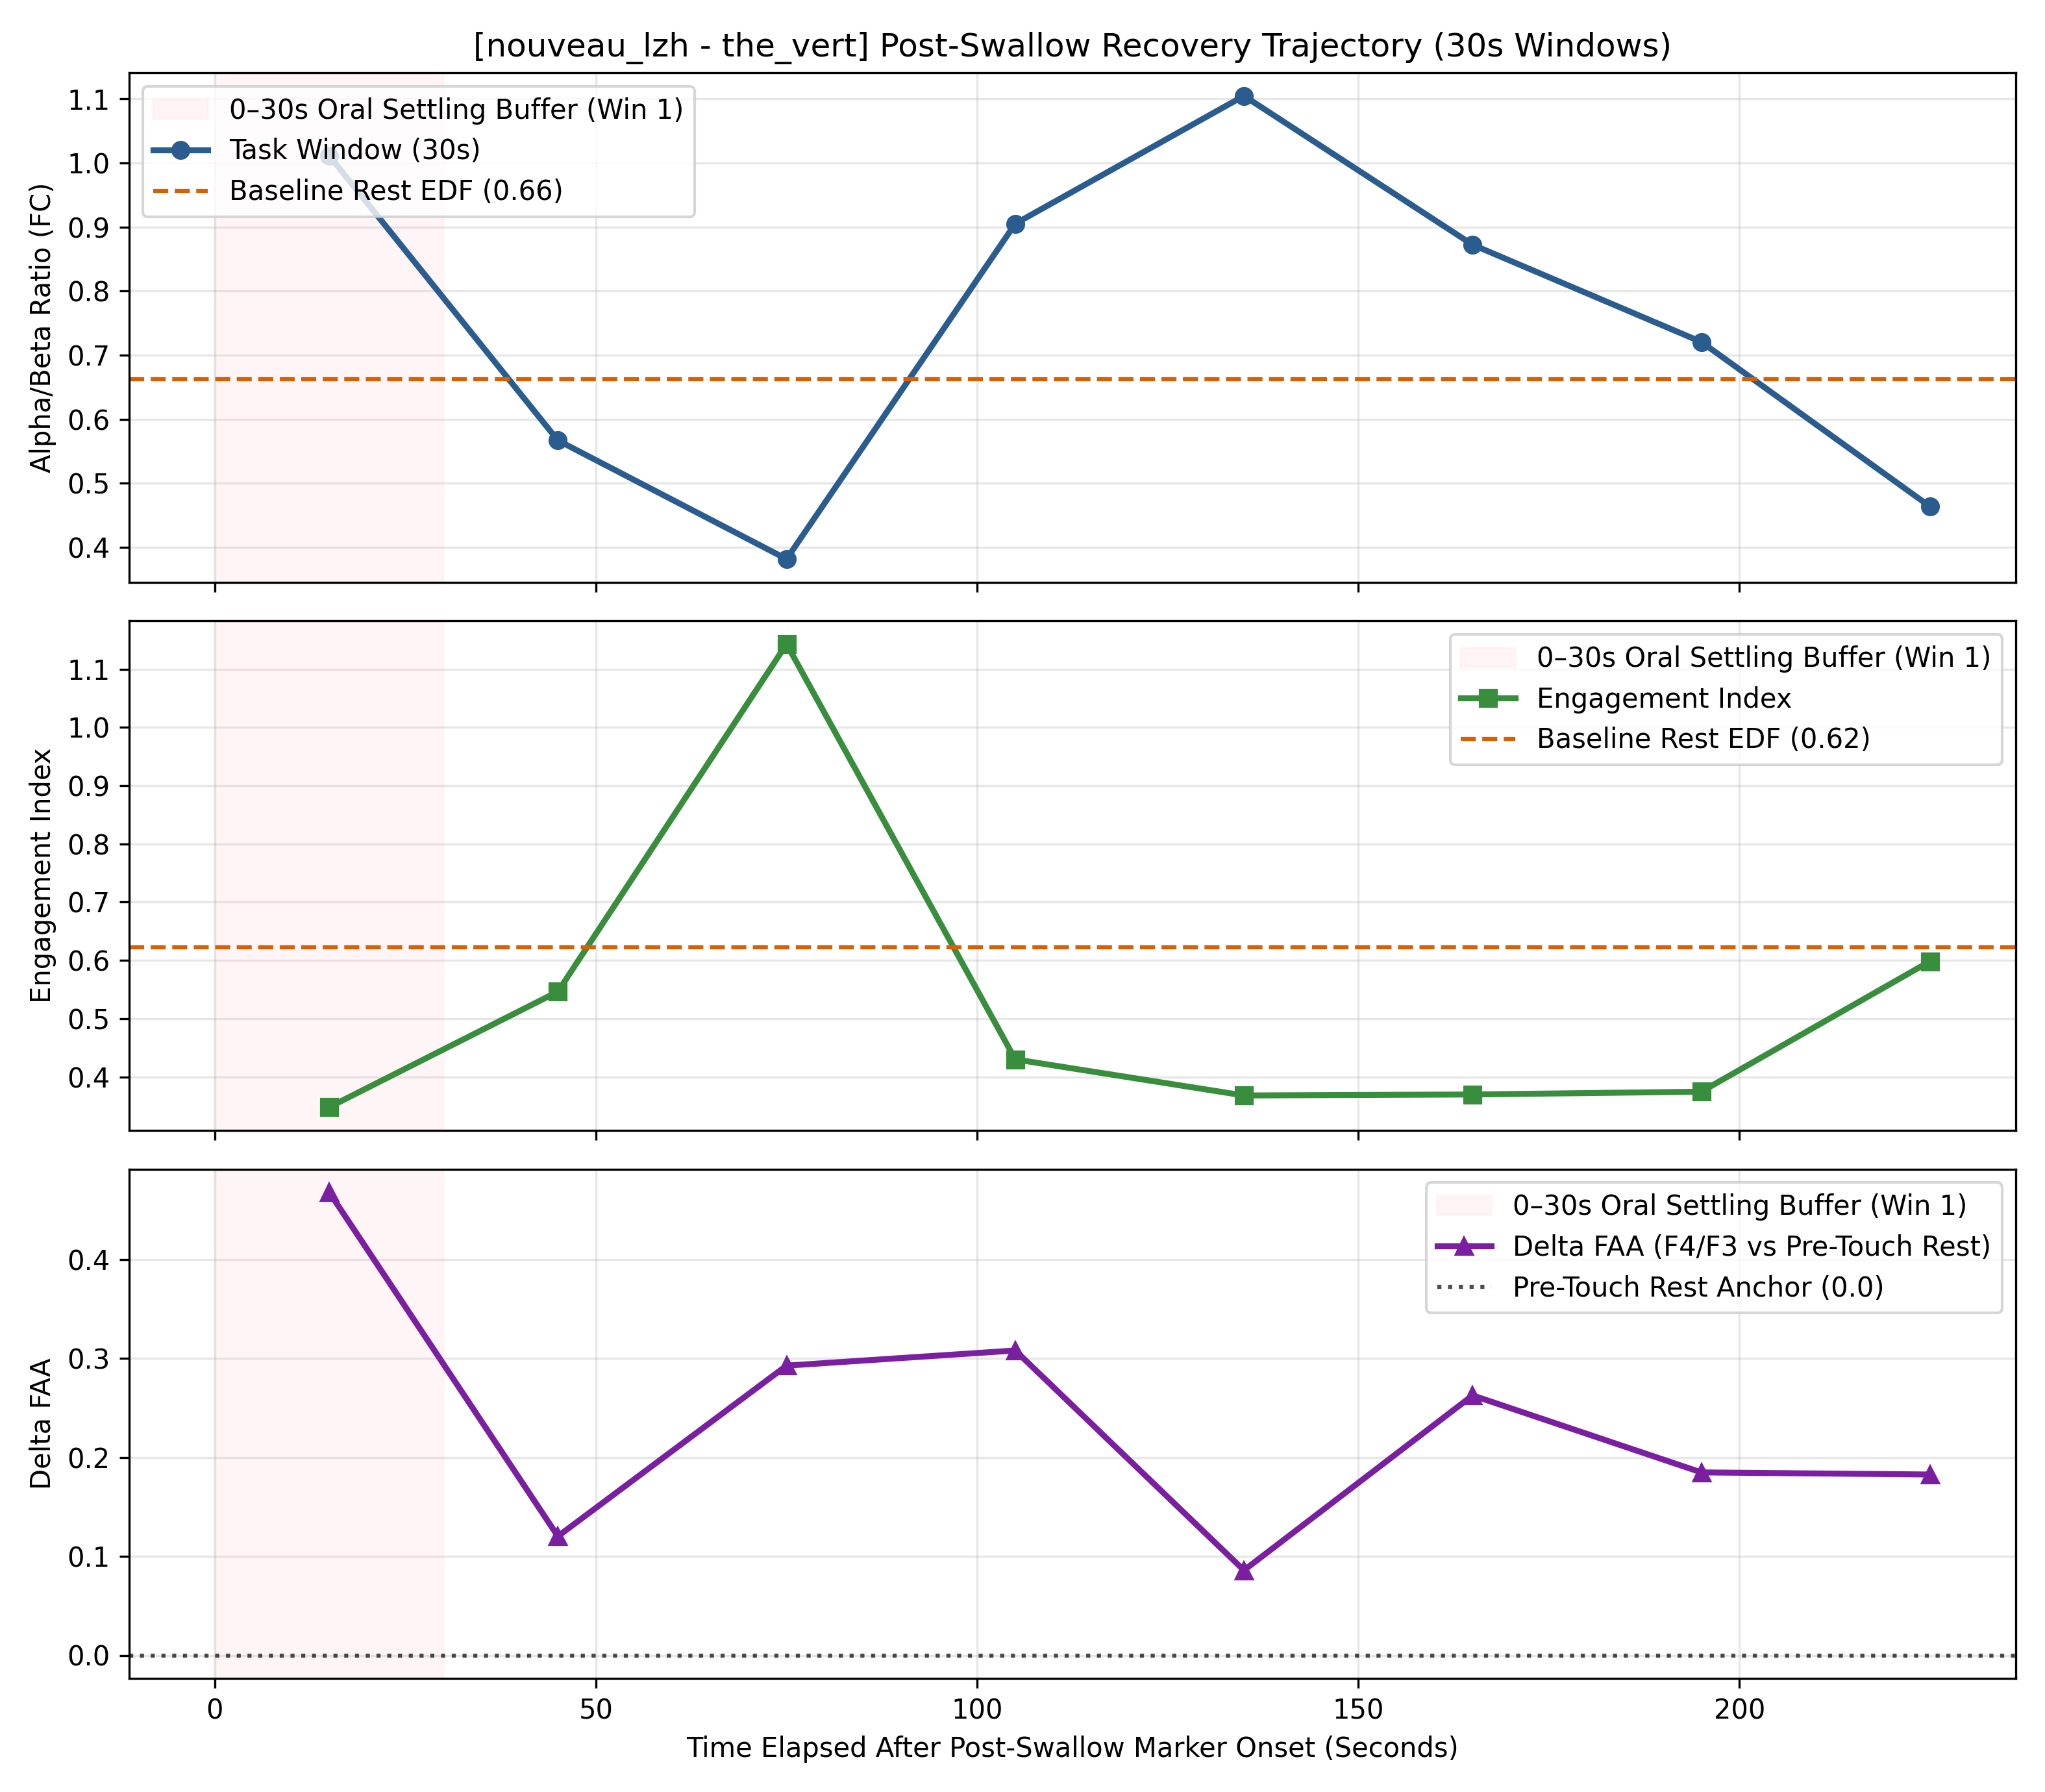 [nouveau_lzh - the_vert] Post-Swallow Recovery Trajectory (30s Windows)
Alpha/Beta Ratio (FC)
1.1
1.0
0.9
0.8
0.7
0.6
0.5
0.4
0–30s Oral Settling Buffer (Win 1)
Task Window (30s)
Baseline Rest EDF (0.66)
Engagement Index
1.1
1.0
0.9
0.8
0.7
0.6
0.5
0.4
0–30s Oral Settling Buffer (Win 1)
Engagement Index
Baseline Rest EDF (0.62)
Delta FAA
0.4
0.3
0.2
0.1
0.0
0–30s Oral Settling Buffer (Win 1)
Delta FAA (F4/F3 vs Pre-Touch Rest)
Pre-Touch Rest Anchor (0.0)
0 50 100 150 200
Time Elapsed After Post-Swallow Marker Onset (Seconds)